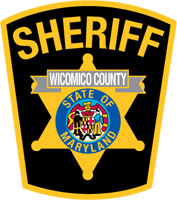 SHERIFF
WICOMICO COUNTY
STATE OF
MARYLAND